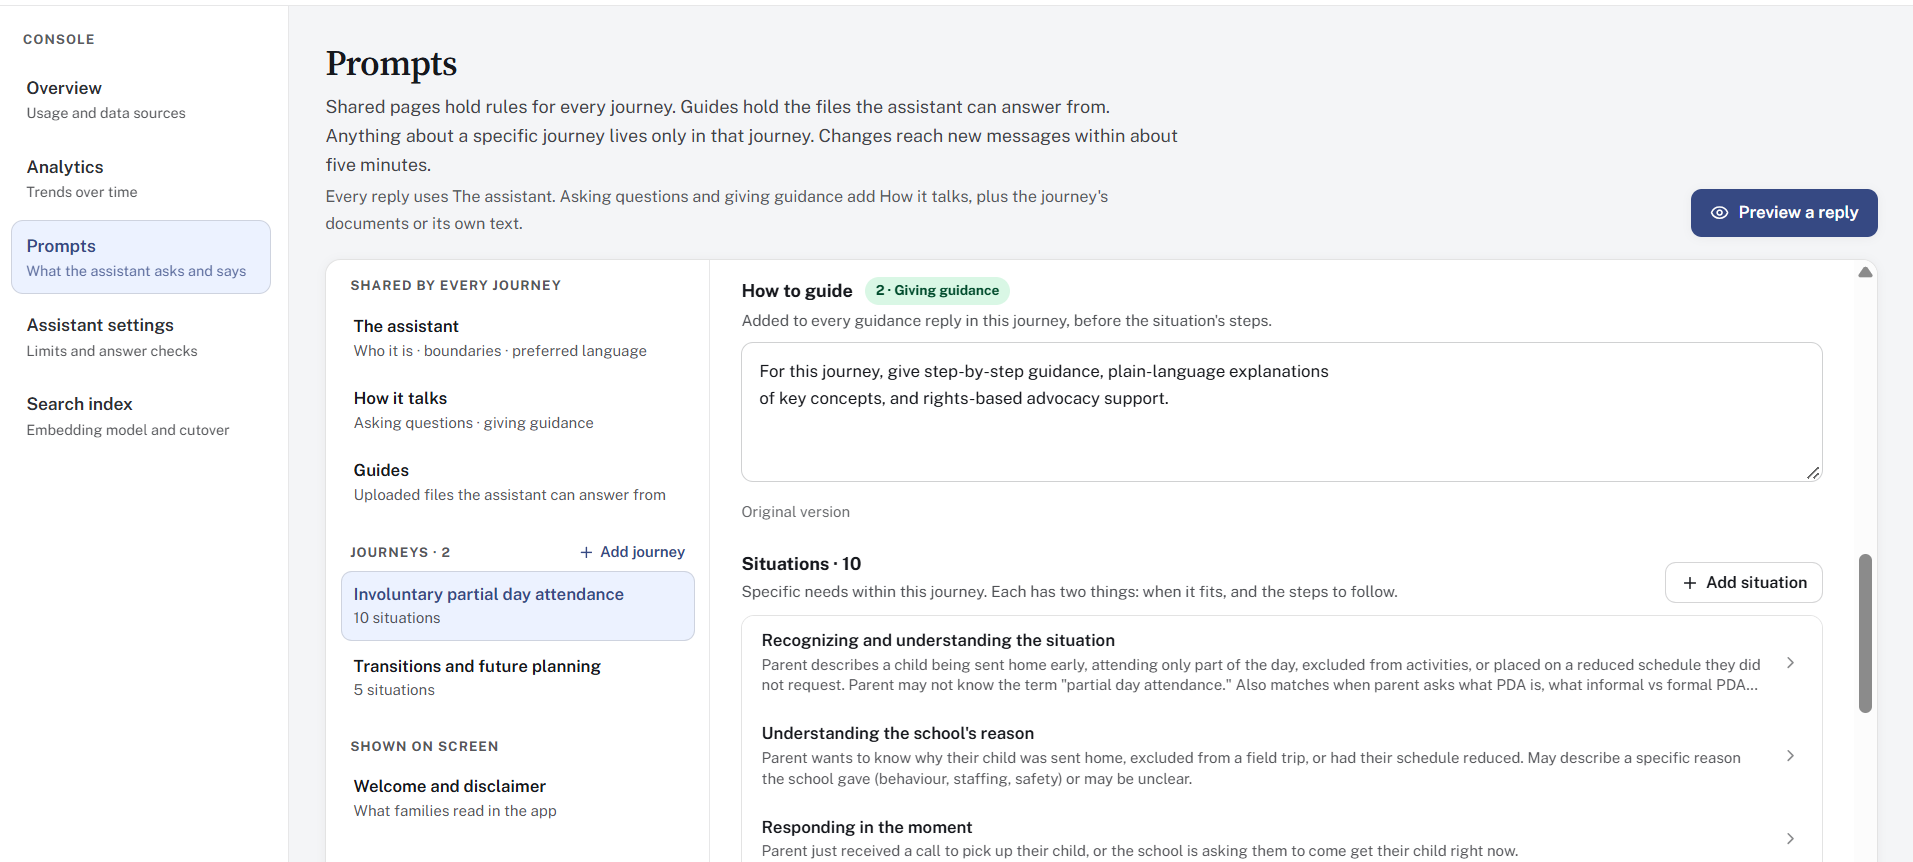 CONSOLE
Overview
Usage and data sources
Analytics
Trends over time
Prompts
What the assistant asks and says
Assistant settings
Limits and answer checks
Search index
Embedding model and cutover
Prompts
Shared pages hold rules for every journey. Guides hold the files the assistant can answer from.
Anything about a specific journey lives only in that journey. Changes reach new messages within about
five minutes.
Every reply uses The assistant. Asking questions and giving guidance add How it talks, plus the journey's
documents or its own text.
Preview a reply
SHARED BY EVERY JOURNEY
The assistant
Who it is · boundaries · preferred language
How it talks
Asking questions · giving guidance
Guides
Uploaded files the assistant can answer from
JOURNEYS · 2
+ Add journey
Involuntary partial day attendance
10 situations
Transitions and future planning
5 situations
SHOWN ON SCREEN
Welcome and disclaimer
What families read in the app
How to guide
2 · Giving guidance
Added to every guidance reply in this journey, before the situation's steps.
For this journey, give step-by-step guidance, plain-language explanations
of key concepts, and rights-based advocacy support.
Original version
Situations · 10
Specific needs within this journey. Each has two things: when it fits, and the steps to follow.
+ Add situation
Recognizing and understanding the situation
Parent describes a child being sent home early, attending only part of the day, excluded from activities, or placed on a reduced schedule they did
not request. Parent may not know the term "partial day attendance." Also matches when parent asks what PDA is, what informal vs formal PDA...
Understanding the school's reason
Parent wants to know why their child was sent home, excluded from a field trip, or had their schedule reduced. May describe a specific reason
the school gave (behaviour, staffing, safety) or may be unclear.
Responding in the moment
Parent just received a call to pick up their child, or the school is asking them to come get their child right now.